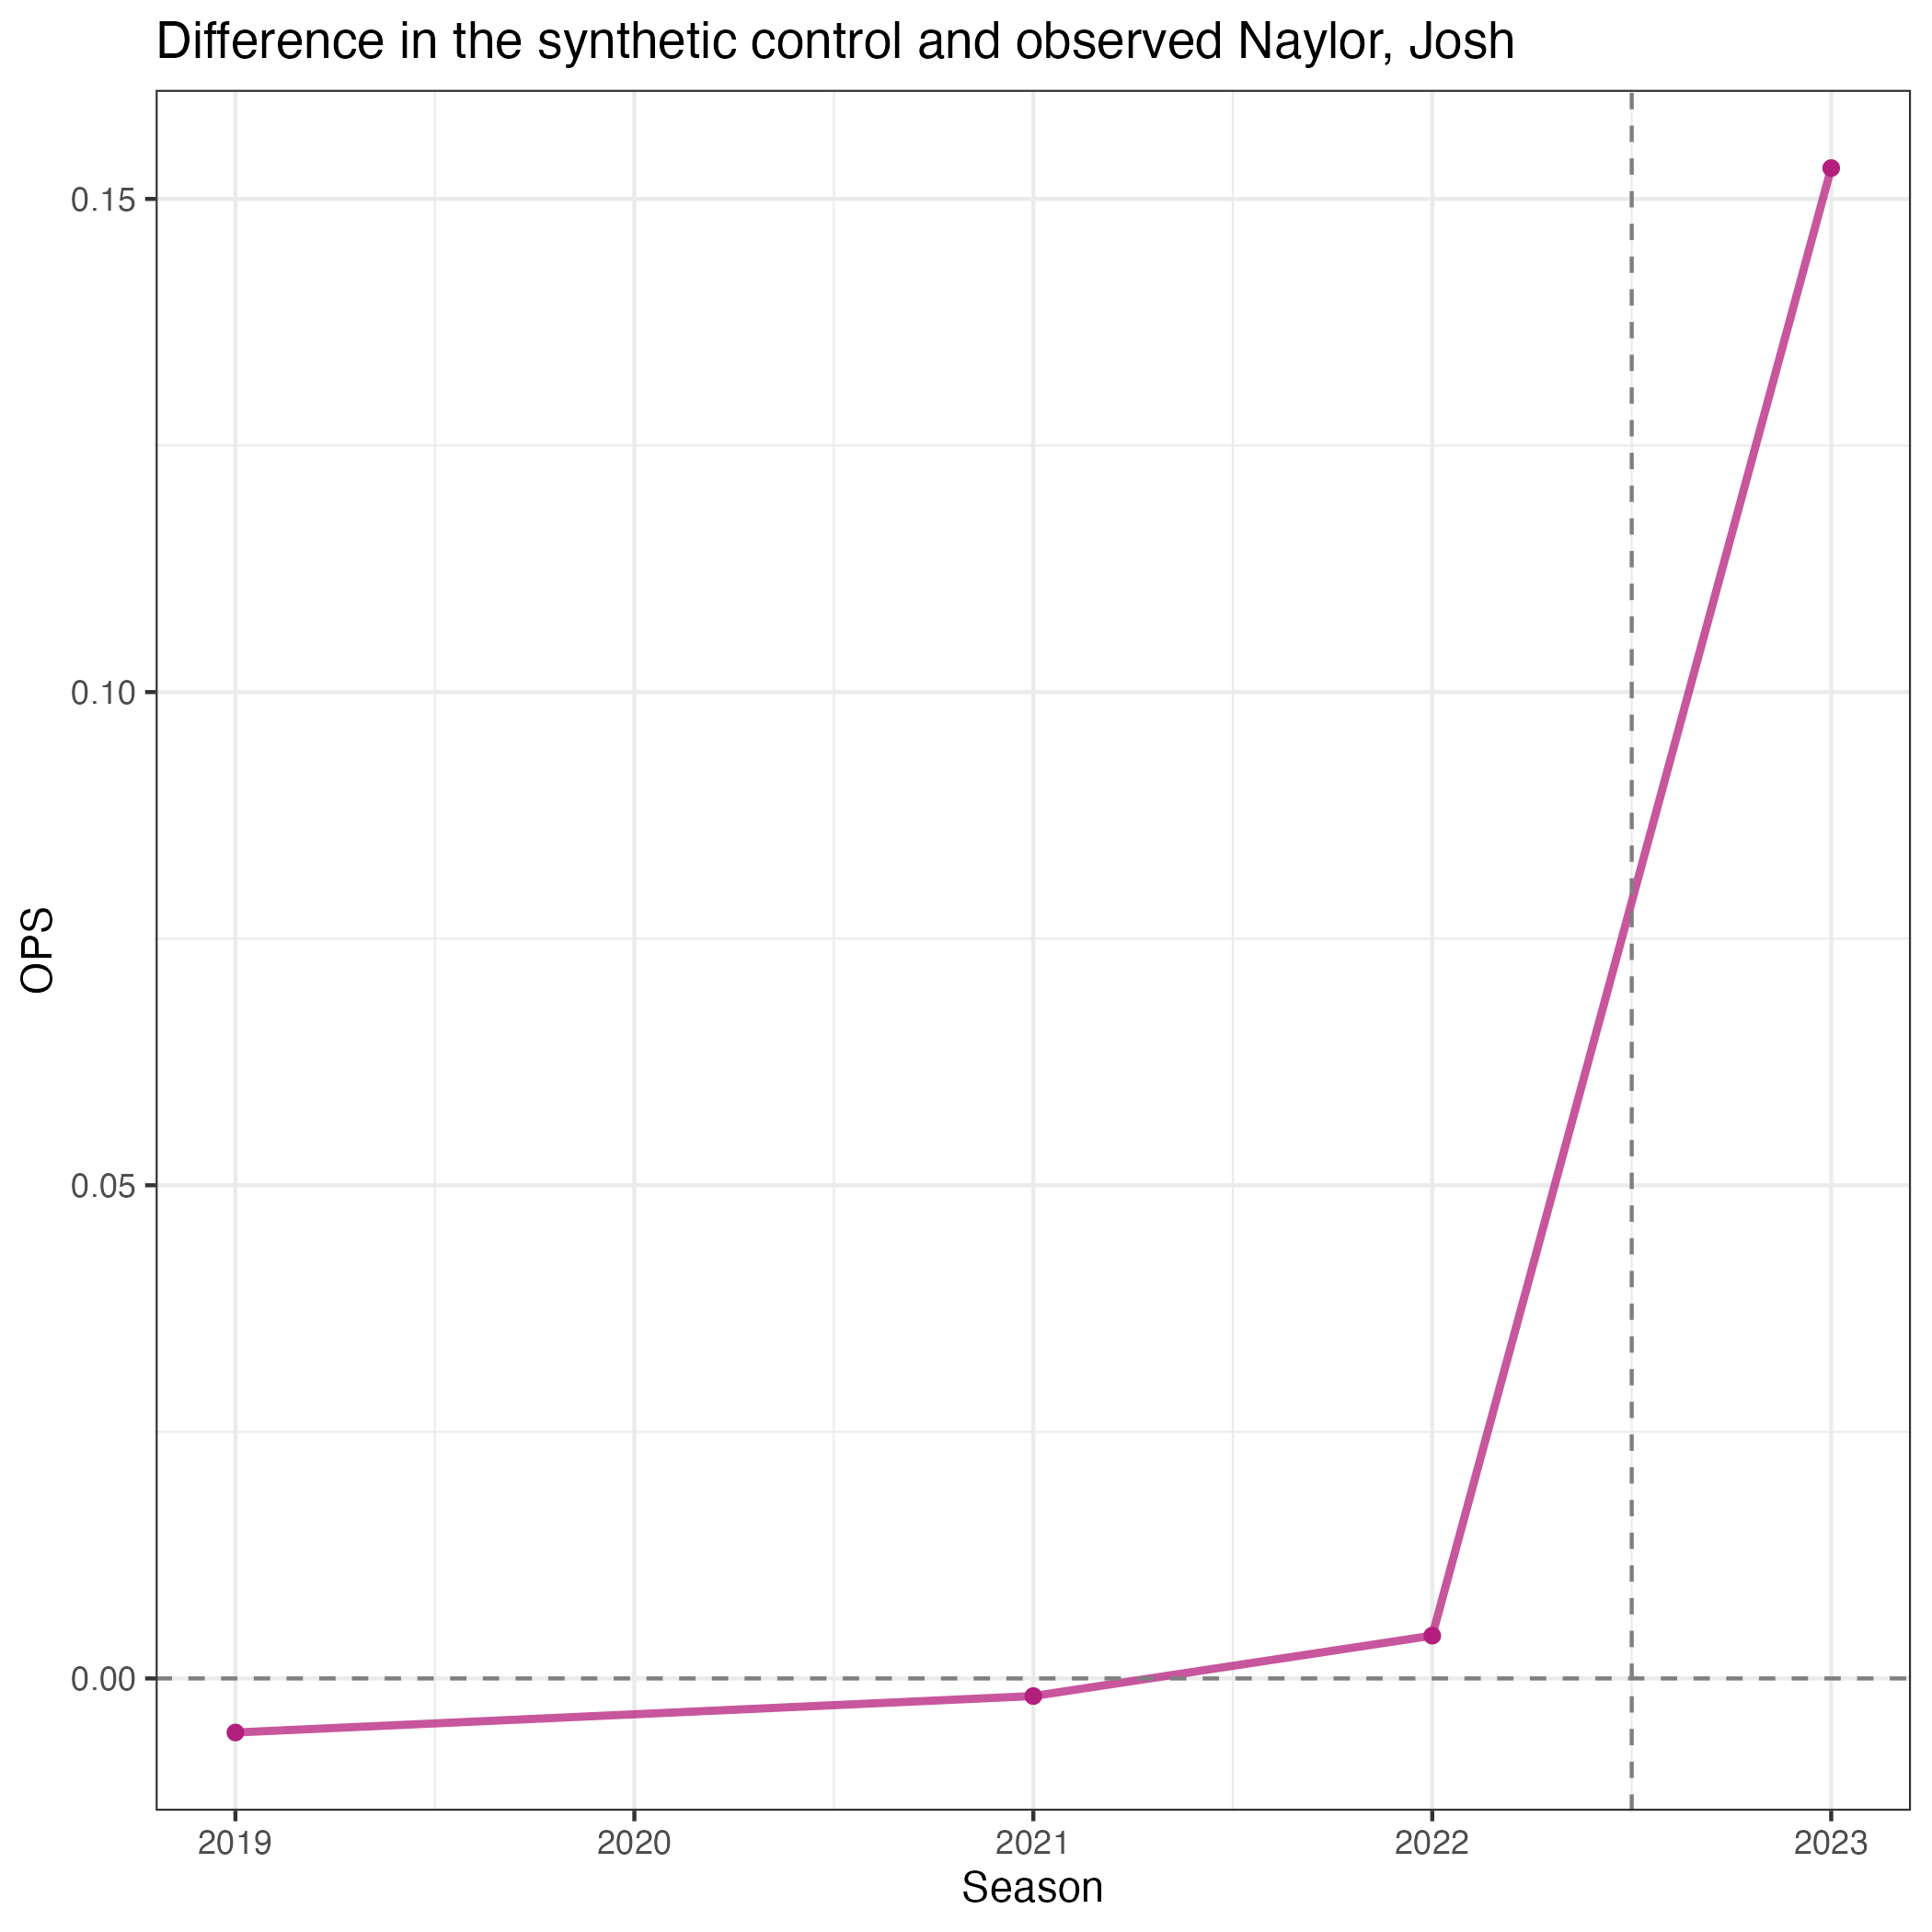 Difference in the synthetic control and observed Naylor, Josh
0.15
0.10
0.05
0.00
OPS
2019 2020 2021 2022 2023
Season